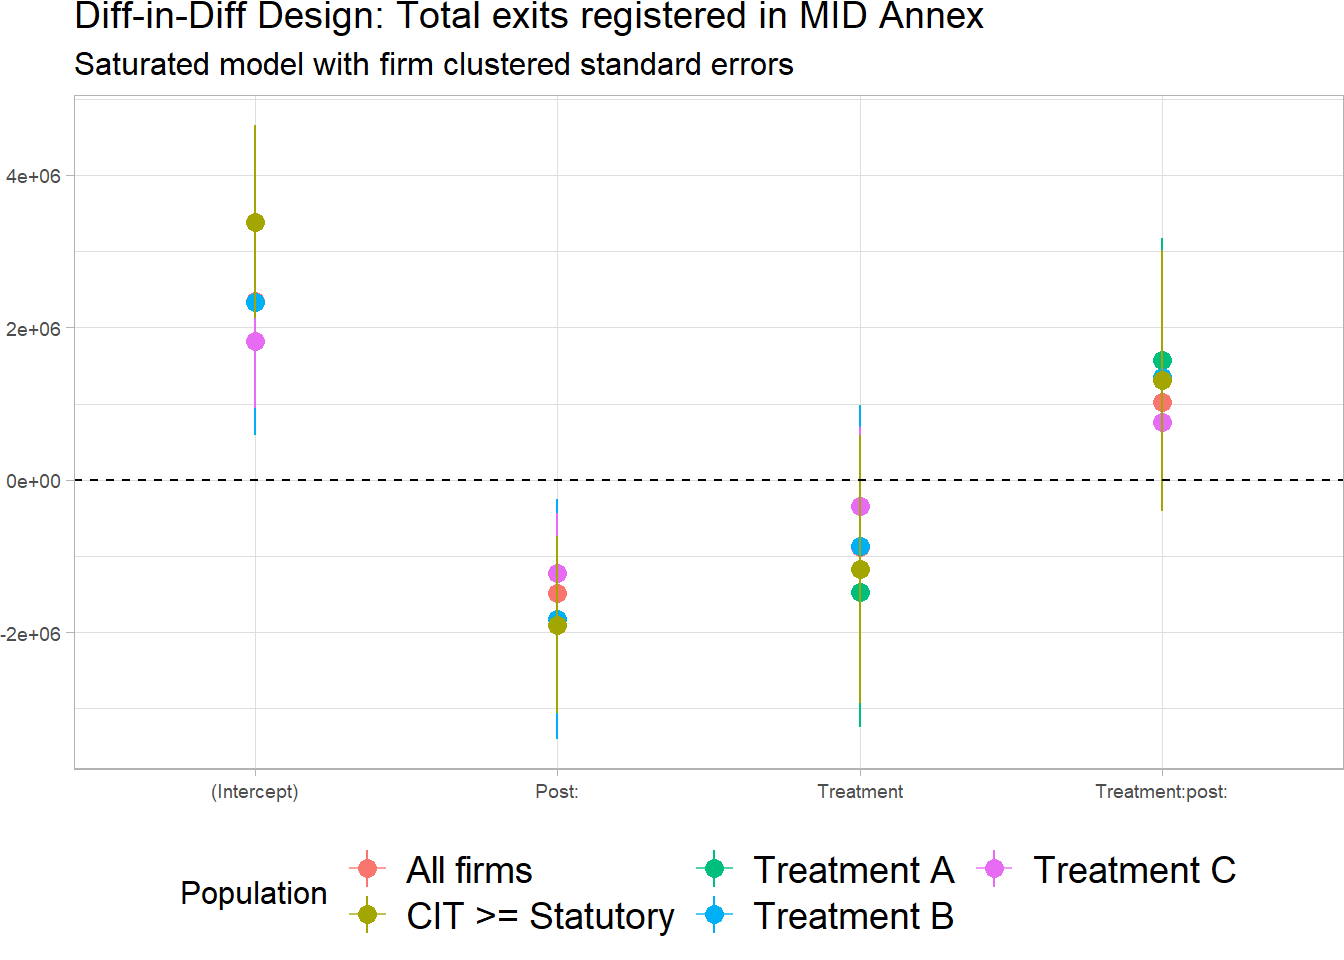 Diff-in-Diff Design: Total exits registered in MID Annex
Saturated model with firm clustered standard errors
4e+06
2e+06
0e+00
-2e+06
(Intercept)
Post:
Treatment
Treatment:post:
Population
All firms
CIT >= Statutory
Treatment A
Treatment B
Treatment C